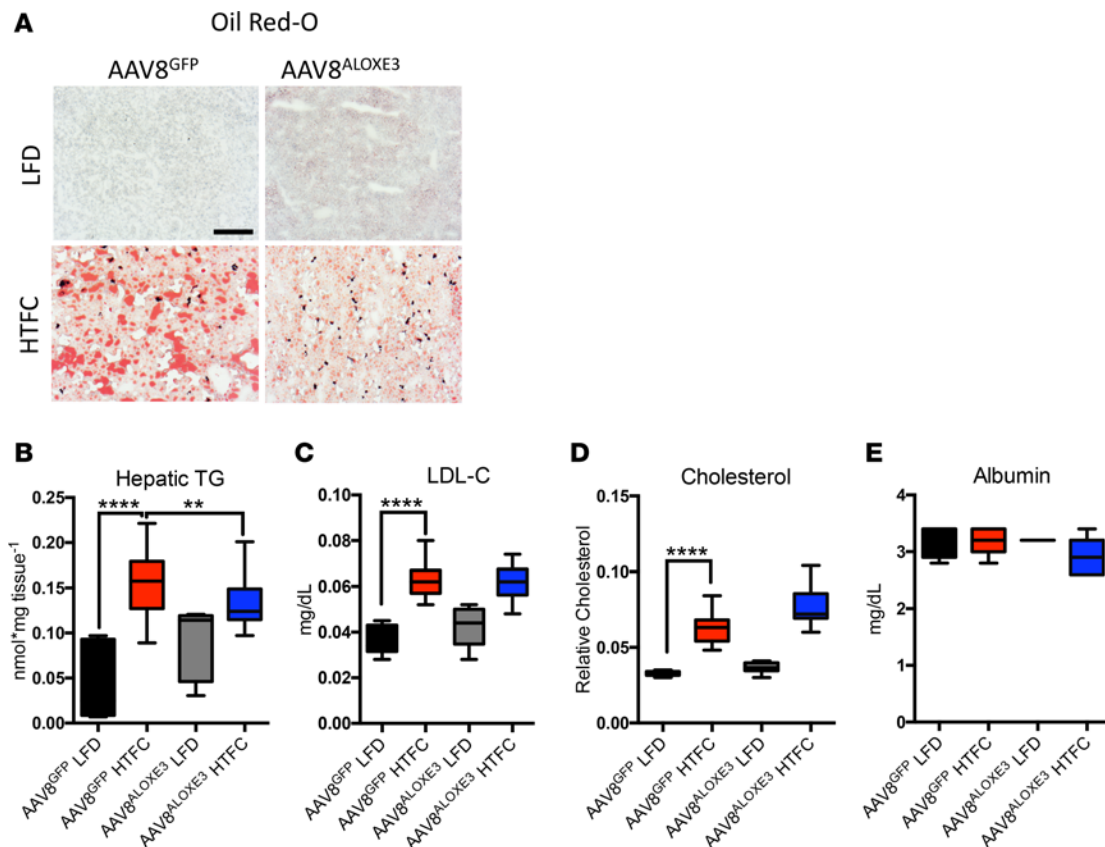 A
Oil Red-O
AAV8GFP
AAV8ALOXE3
LFD
HTFC
B
Hepatic TG
nmol*mg tissue-1
0.25
0.20
0.15
0.10
0.05
0.00
****
**
AAV8GFP LFD
AAV8GFP HTFC
AAV8ALOXE3 LFD
AAV8ALOXE3 HTFC
C
LDL-C
mg/dL
0.10
0.08
0.06
0.04
0.02
0.00
****
AAV8GFP LFD
AAV8GFP HTFC
AAV8ALOXE3 LFD
AAV8ALOXE3 HTFC
D
Cholesterol
Relative Cholesterol
0.15
0.10
0.05
0.00
****
AAV8GFP LFD
AAV8GFP HTFC
AAV8ALOXE3 LFD
AAV8ALOXE3 HTFC
E
Albumin
mg/dL
4
3
2
1
0
AAV8GFP LFD
AAV8GFP HTFC
AAV8ALOXE3 LFD
AAV8ALOXE3 HTFC